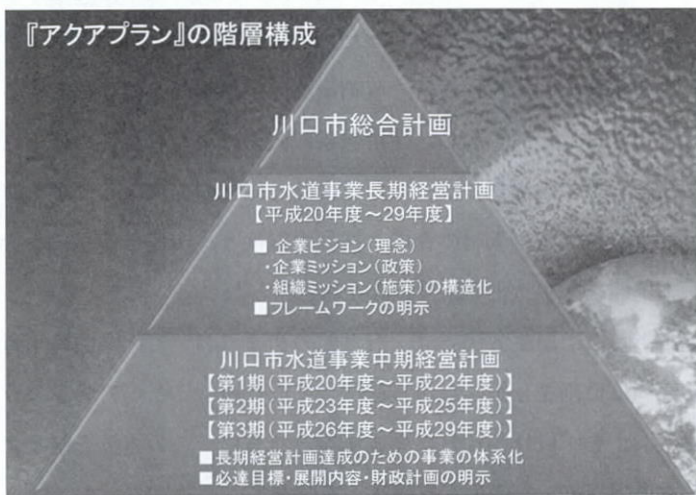 『アクアプラン』の階層構成
川口市総合計画
川口市水道事業長期経営計画
【平成20年度～29年度】
■ 企業ビジョン(理念)
・企業ミッション(政策)
・組織ミッション(施策)の構造化
■フレームワークの明示
川口市水道事業中期経営計画
【第1期(平成20年度～平成22年度)】
【第2期(平成23年度～平成25年度)】
【第3期(平成26年度～平成29年度)】
■長期経営計画達成のための事業の体系化
■必達目標・展開内容・財政計画の明示